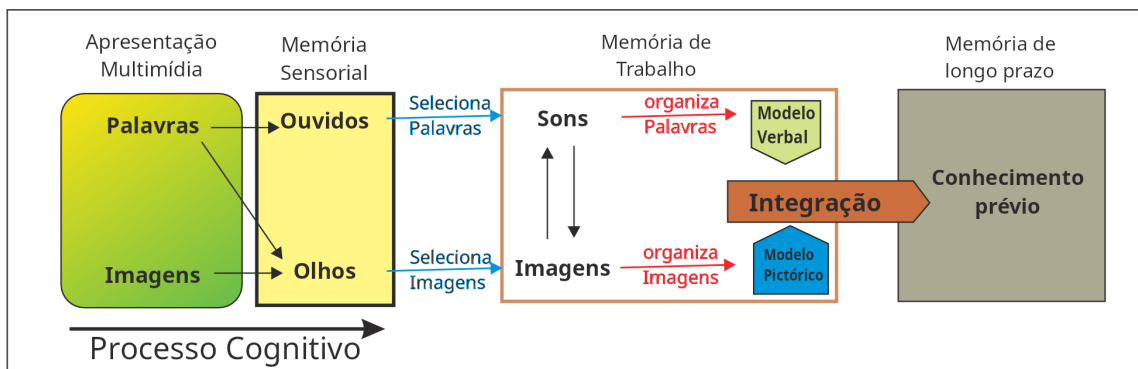 Apresentação
Multimídia
Memória
Sensorial
Memória de
Trabalho
Memória de
longo prazo
Palavras
Imagens
Ouvidos
Olhos
Seleciona
Palavras
Seleciona
Imagens
Sons
Imagens
organiza
Palavras
organiza
Imagens
Modelo
Verbal
Integração
Modelo
Pictórico
Conhecimento
prévio
Processo Cognitivo